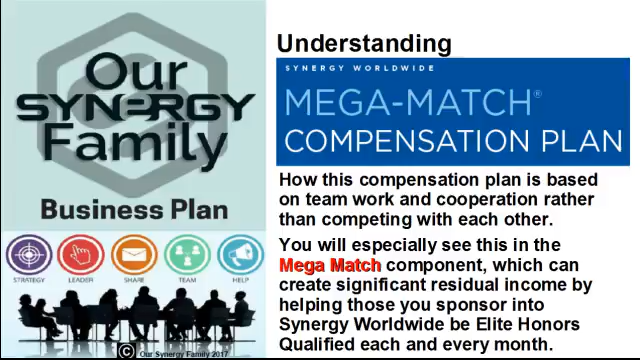 Our
SYNERGY
Family
Business Plan
STRATEGY
LEADER
SHARE
TEAM
HELP
© Our Synergy Family 2017
Understanding
SYNERGY WORLDWIDE
MEGA-MATCH®
COMPENSATION PLAN
How this compensation plan is based
on team work and cooperation rather
than competing with each other.
You will especially see this in the
Mega Match component, which can
create significant residual income by
helping those you sponsor into
Synergy Worldwide be Elite Honors
Qualified each and every month.